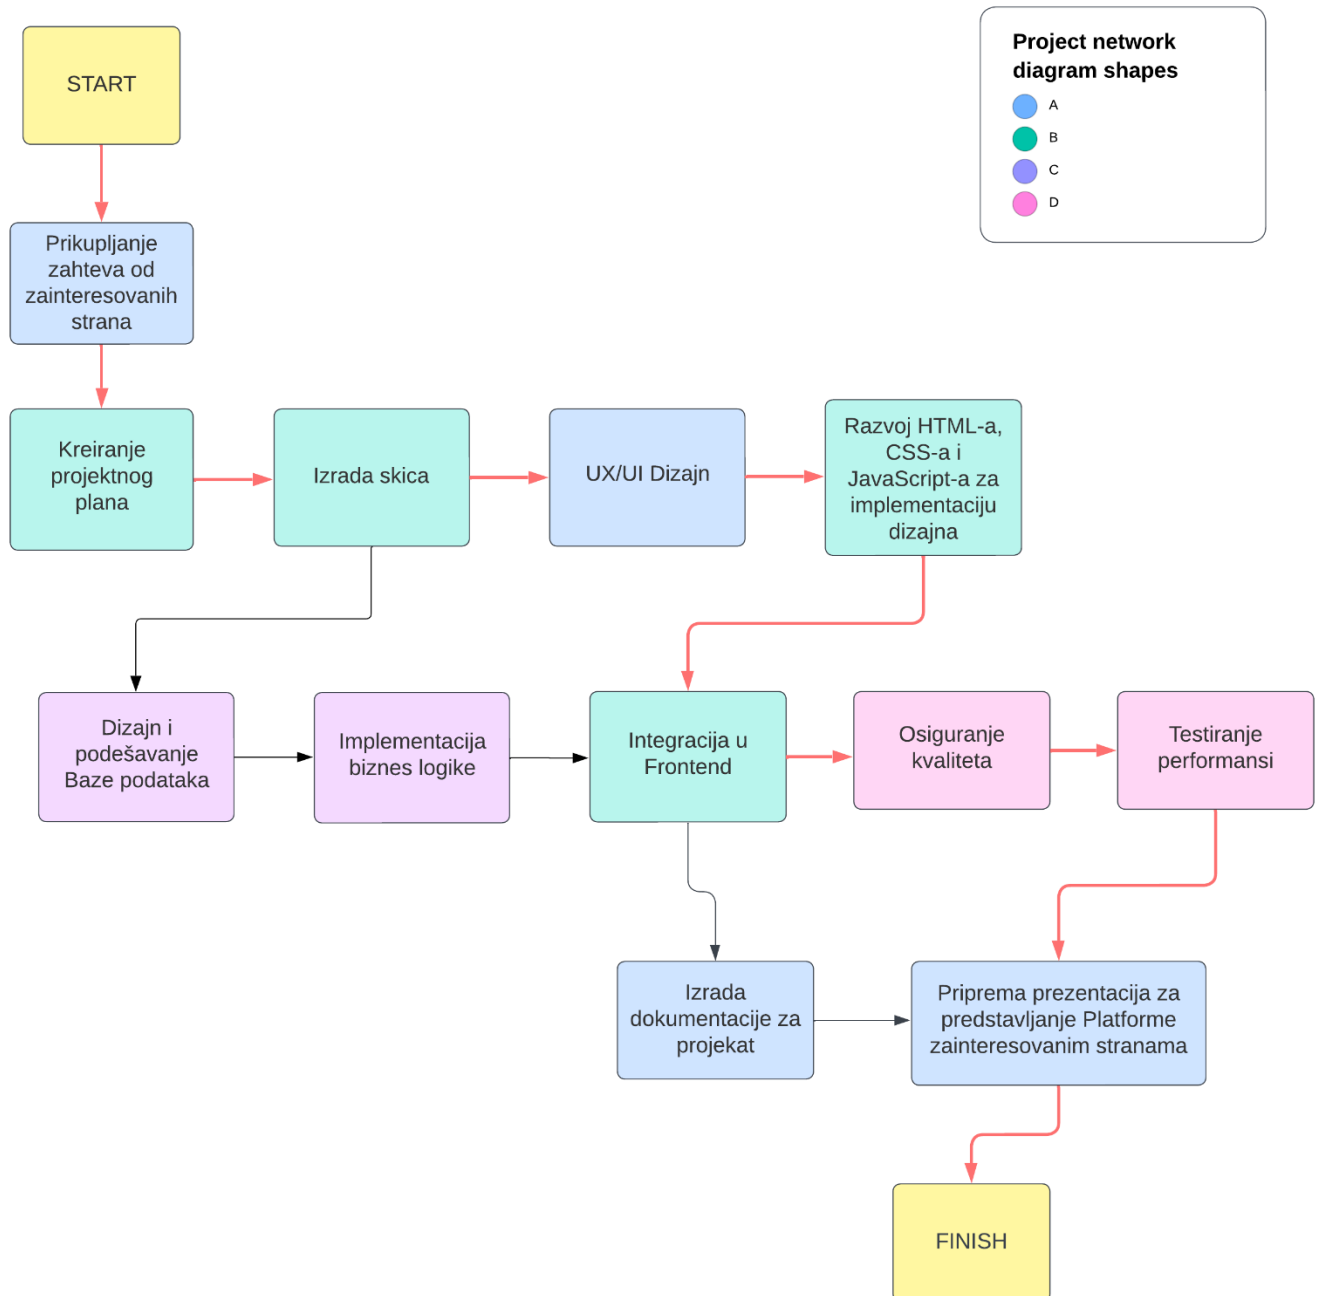 START
Project network
diagram shapes
A
B
C
D
Prikupljanje
zahteva od
zainteresovanih
strana
Kreiranje
projektnog
plana
Izrada skica
UX/UI Dizajn
Razvoj HTML-a,
CSS-a i
JavaScript-a za
implementaciju
dizajna
Dizajn i
podešavanje
Baze podataka
Implementacija
biznes logike
Integracija u
Frontend
Osiguranje
kvaliteta
Testiranje
performansi
Izrada
dokumentacije za
projekat
Priprema prezentacija za
predstavljanje Platforme
zainteresovanim stranama
FINISH